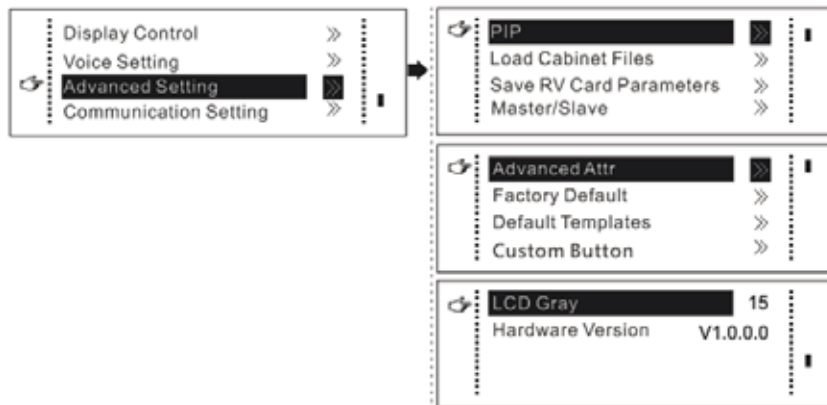 Display Control
Voice Setting
Advanced Setting
Communication Setting
PIP
Load Cabinet Files
Save RV Card Parameters
Master/Slave
Advanced Attr
Factory Default
Default Templates
Custom Button
LCD Gray 15
Hardware Version V1.0.0.0